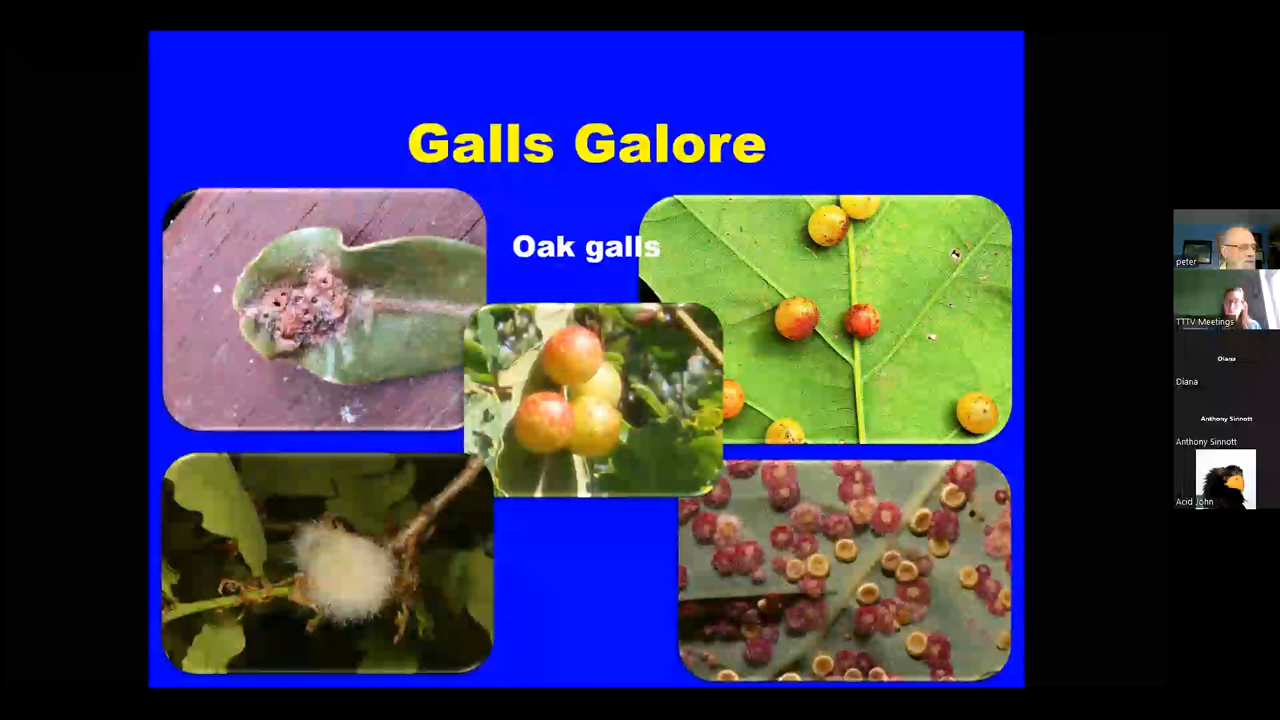 Galls Galore
Oak galls
peter
TTTV Meetings
Diana
Diana
Anthony Sinnott
Anthony Sinnott
Acid John